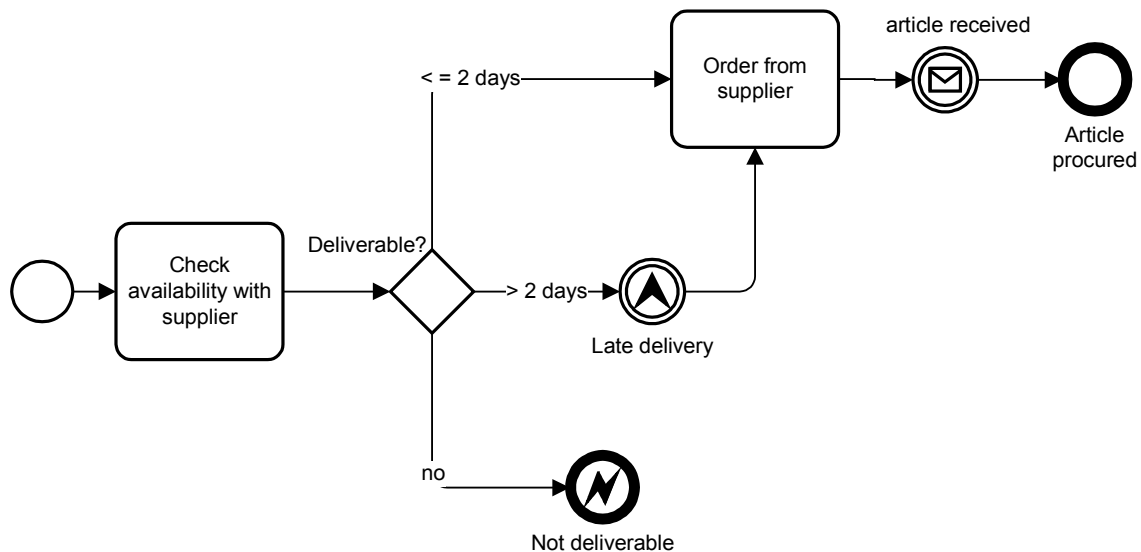 article received
< = 2 days
Order from
supplier
Article
procured
Deliverable?
Check
availability with
supplier
> 2 days
Late delivery
no
Not deliverable